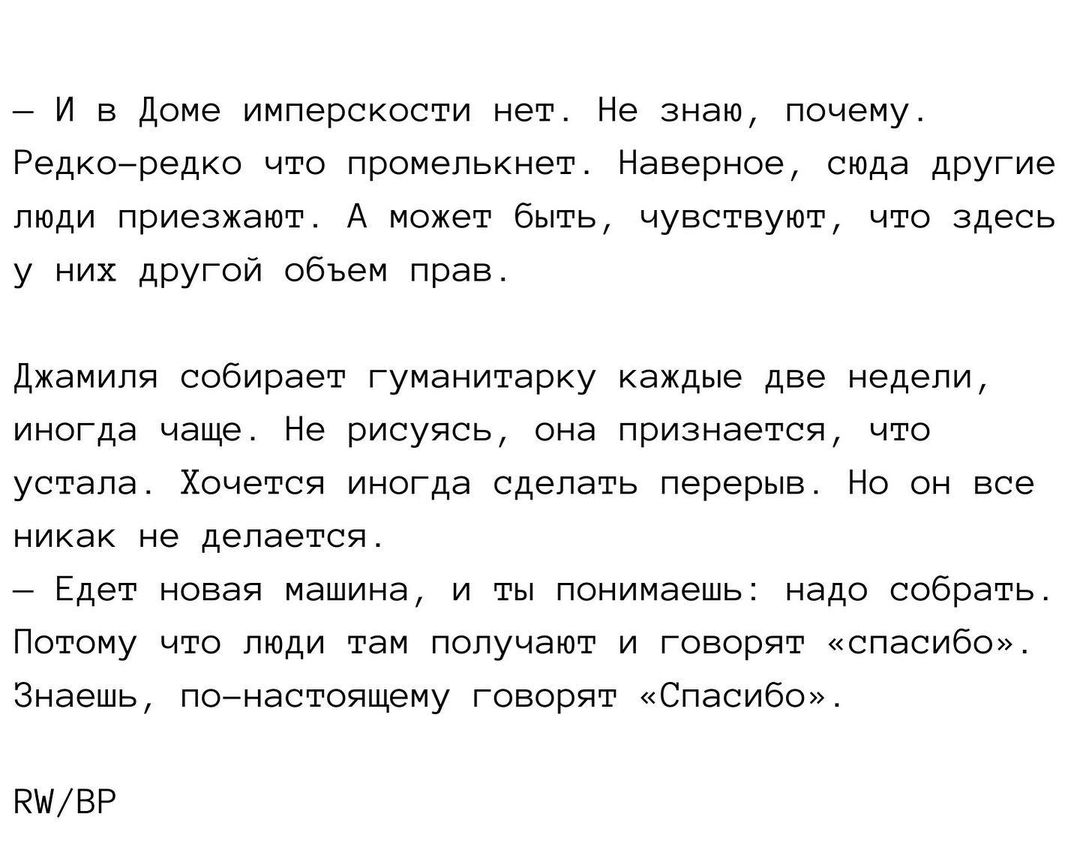 — И в Доме имперскости нет. Не знаю, почему.
Редко-редко что промелькнет. Наверное, сюда другие
люди приезжают. А может быть, чувствуют, что здесь
у них другой объем прав.
Джамиля собирает гуманитарку каждые две недели,
иногда чаще. Не рисуясь, она признается, что
устала. Хочется иногда сделать перерыв. Но он все
никак не делается.
— Едет новая машина, и ты понимаешь: надо собрать.
Потому что люди там получают и говорят «спасибо».
Знаешь, по-настоящему говорят «Спасибо».
RW/BP